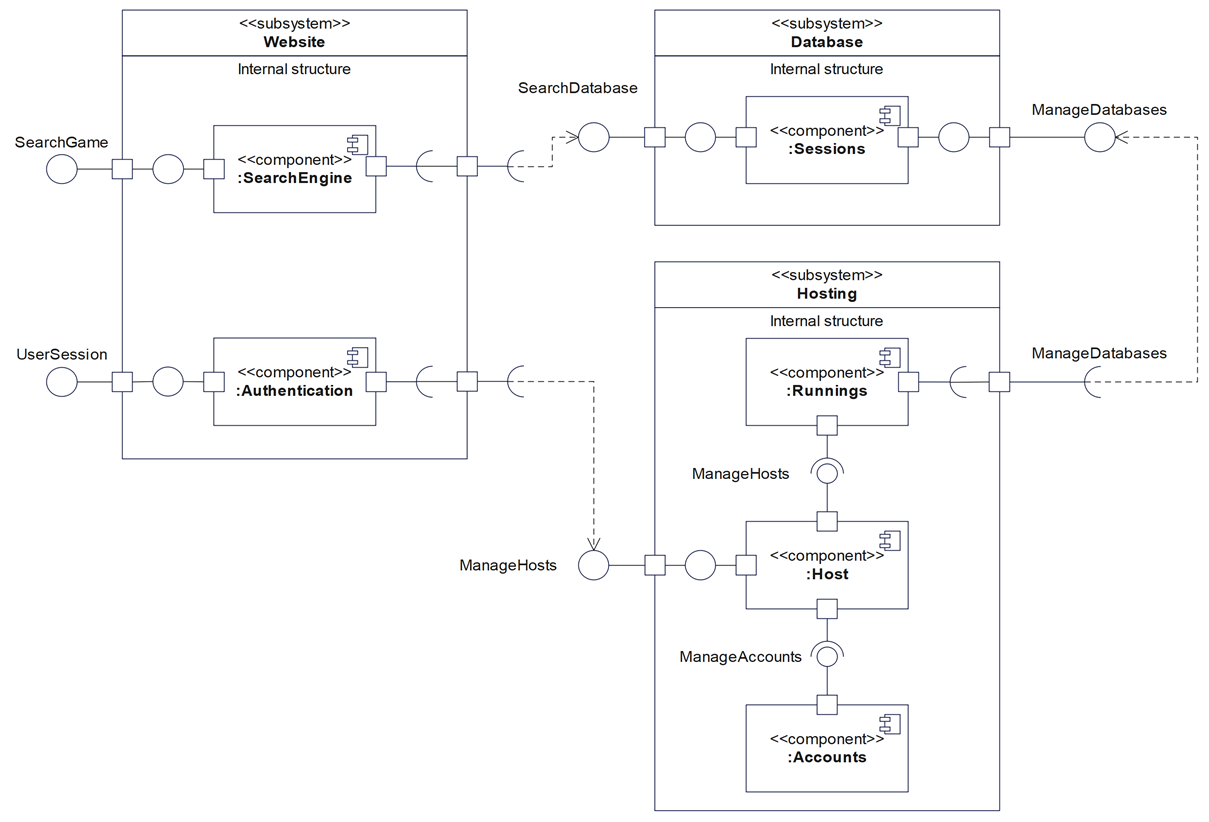 <<subsystem>>
Website
Internal structure
SearchGame
<<component>>
:SearchEngine
UserSession
<<component>>
:Authentication
SearchDatabase
<<subsystem>>
Database
Internal structure
<<component>>
:Sessions
ManageDatabases
<<subsystem>>
Hosting
Internal structure
<<component>>
:Runnings
ManageDatabases
ManageHosts
ManageHosts
<<component>>
:Host
ManageAccounts
<<component>>
:Accounts